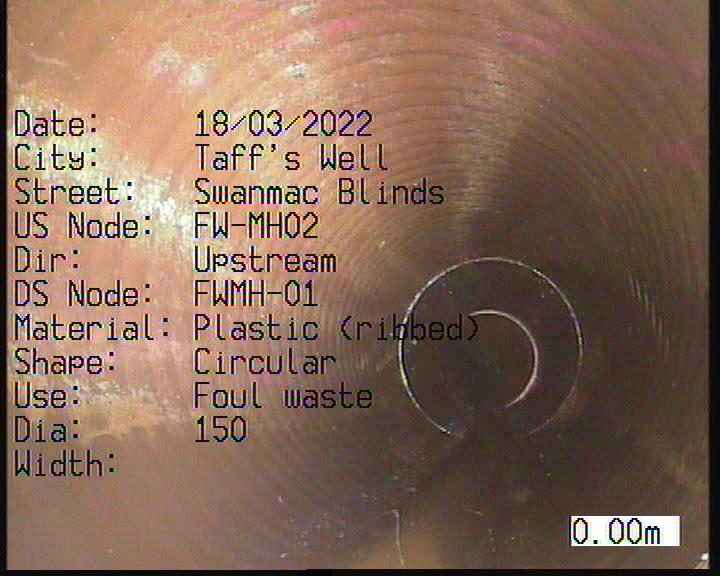 Date: 18/03/2022
City: Taff's Well
Street: Swanmac Blinds
US Node: FW-MH02
Dir: Upstream
DS Node: FWMH-01
Material: Plastic (ribbed)
Shape: Circular
Use: Foul waste
Dia: 150
Width:
0.00m